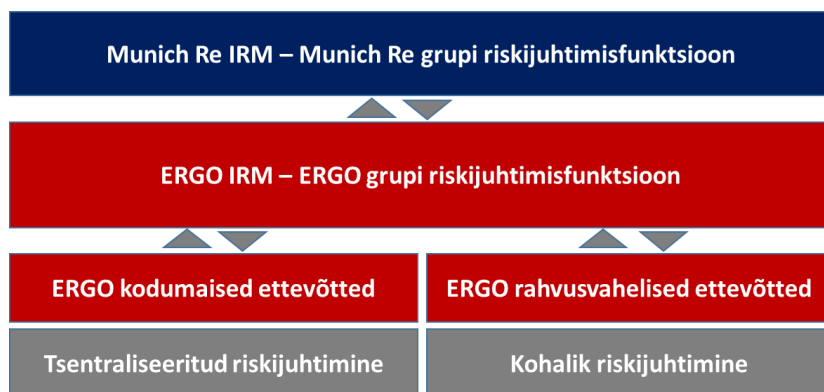 Munich Re IRM – Munich Re grupi riskijuhtimisfunktsioon
ERGO IRM – ERGO grupi riskijuhtimisfunktsioon
ERGO kodumaised ettevõtted
ERGO rahvusvahelised ettevõtted
Tsentraliseeritud riskijuhtimine
Kohalik riskijuhtimine